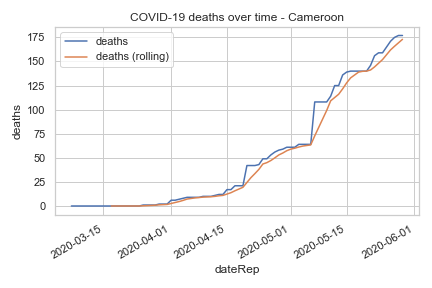 COVID-19 deaths over time - Cameroon
deaths
deaths (rolling)
175
150
125
100
75
50
25
0
deaths
2020-03-15
2020-04-01
2020-04-15
2020-05-01
2020-05-15
2020-06-01
dateRep